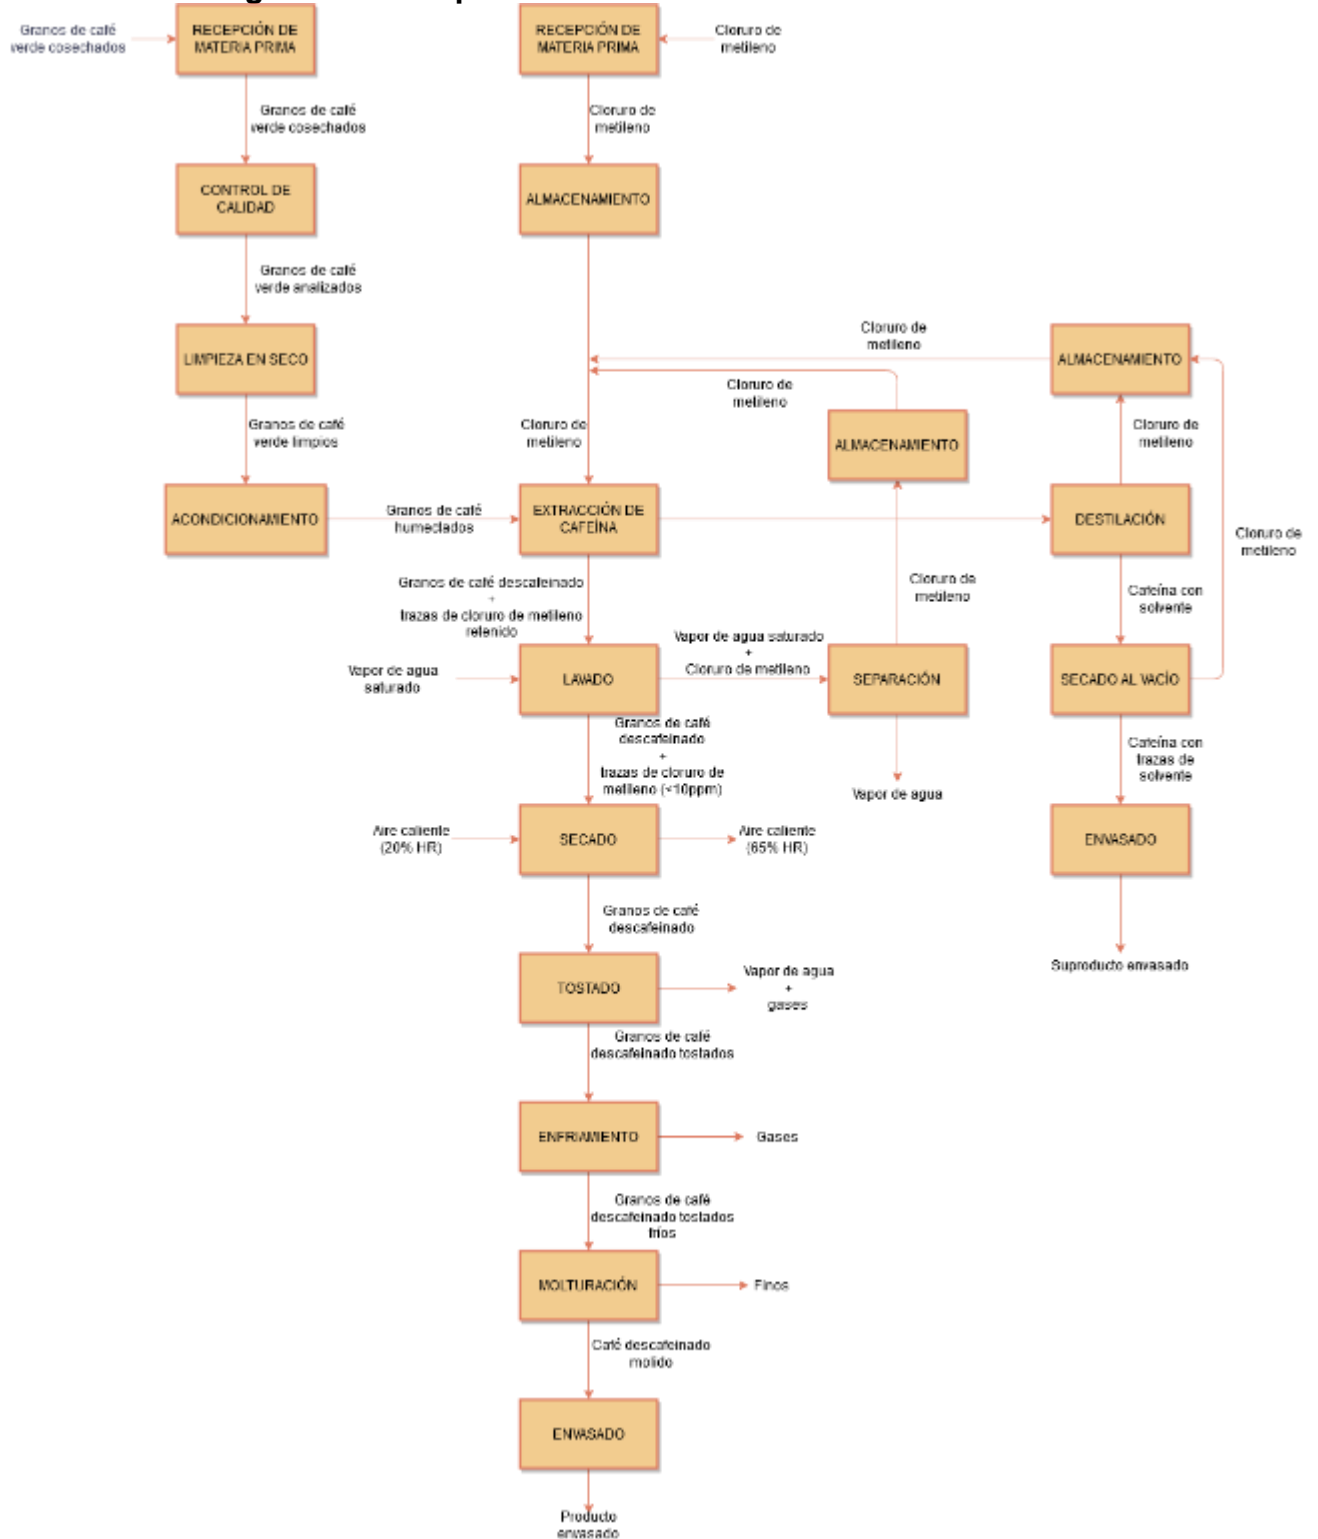 Granos de café
verde cosechados
RECEPCIÓN DE
MATERIA PRIMA
RECEPCIÓN DE
MATERIA PRIMA
Cloruro de
metileno
Granos de café
verde cosechados
Cloruro de
metileno
CONTROL DE
CALIDAD
ALMACENAMIENTO
Granos de café
verde analizados
LIMPIEZA EN SECO
Cloruro de
metileno
ALMACENAMIENTO
Cloruro de
metileno
Granos de café
verde limpios
Cloruro de
metileno
ALMACENAMIENTO
Cloruro de
metileno
ACONDICIONAMIENTO
Granos de café
humectados
EXTRACCIÓN DE
CAFEÍNA
DESTILACIÓN
Cloruro de
metileno
Granos de café descafeinado
+
trazas de cloruro de metileno
retenido
Cloruro de
metileno
Cafeína con
solvente
Vapor de agua
saturado
LAVADO
Vapor de agua saturado
+
Cloruro de metileno
SEPARACIÓN
SECADO AL VACÍO
Granos de café
descafeinado
+
trazas de cloruro de
metileno (<10ppm)
Vapor de agua
Cafeína con
trazas de
solvente
Aire caliente
(20% HR)
SECADO
Aire caliente
(65% HR)
ENVASADO
Granos de café
descafeinado
Suproducto envasado
TOSTADO
Vapor de agua
+
gases
Granos de café
descafeinado tostados
ENFRIAMIENTO
Gases
Granos de café
descafeinado tostados
fríos
MOLTURACIÓN
Finos
Café descafeinado
molido
ENVASADO
Producto
envasado